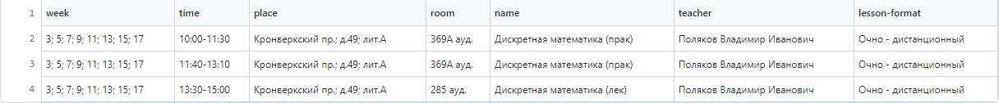 1 week time place room name teacher lesson-format
2 3; 5; 7; 9; 11; 13; 15; 17 10:00-11:30 Кронверкский пр.; д.49; лит.А 369А ауд. Дискретная математика (прак) Поляков Владимир Иванович Очно - дистанционный
3 3; 5; 7; 9; 11; 13; 15; 17 11:40-13:10 Кронверкский пр.; д.49; лит.А 369А ауд. Дискретная математика (прак) Поляков Владимир Иванович Очно - дистанционный
4 3; 5; 7; 9; 11; 13; 15; 17 13:30-15:00 Кронверкский пр.; д.49; лит.А 285 ауд. Дискретная математика (лек) Поляков Владимир Иванович Очно - дистанционный